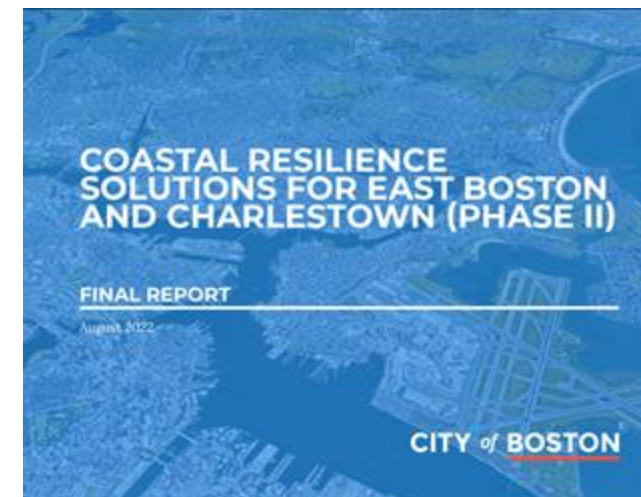 COASTAL RESILIENCE
SOLUTIONS FOR EAST BOSTON
AND CHARLESTOWN (PHASE II)
FINAL REPORT
August 2022
CITY of BOSTON